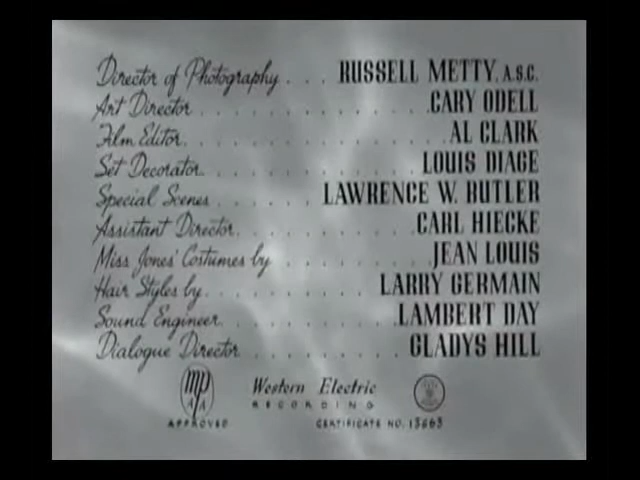 Director of Photography . . . RUSSELL METTY, A.S.C.
Art Director . . . . . . . . . . . . . CARY ODELL
Film Editor . . . . . . . . . . . . . . AL CLARK
Set Decorator . . . . . . . . . . . . LOUIS DIAGE
Special Scenes . . . . . . LAWRENCE W. BUTLER
Assistant Director . . . . . . . . . CARL HIECKE
Miss Jones' Costumes by . . . . . . . . JEAN LOUIS
Hair Styles by . . . . . . . . . . LARRY GERMAIN
Sound Engineer . . . . . . . . . . LAMBERT DAY
Dialogue Director . . . . . . . . . GLADYS HILL
MPAA
Western Electric
RECORDING
APPROVED
CERTIFICATE NO. 13663